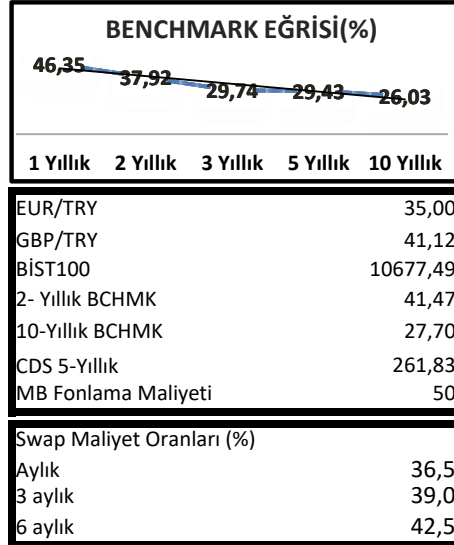 BENCHMARK EĞRİSİ(%)
46,35 37,92 29,74 29,43 26,03
1 Yıllık 2 Yıllık 3 Yıllık 5 Yıllık 10 Yıllık
EUR/TRY 35,00
GBP/TRY 41,12
BİST100 10677,49
2- Yıllık BCHMK 41,47
10-Yıllık BCHMK 27,70
CDS 5-Yıllık 261,83
MB Fonlama Maliyeti 50
Swap Maliyet Oranları (%)
Aylık 36,5
3 aylık 39,0
6 aylık 42,5